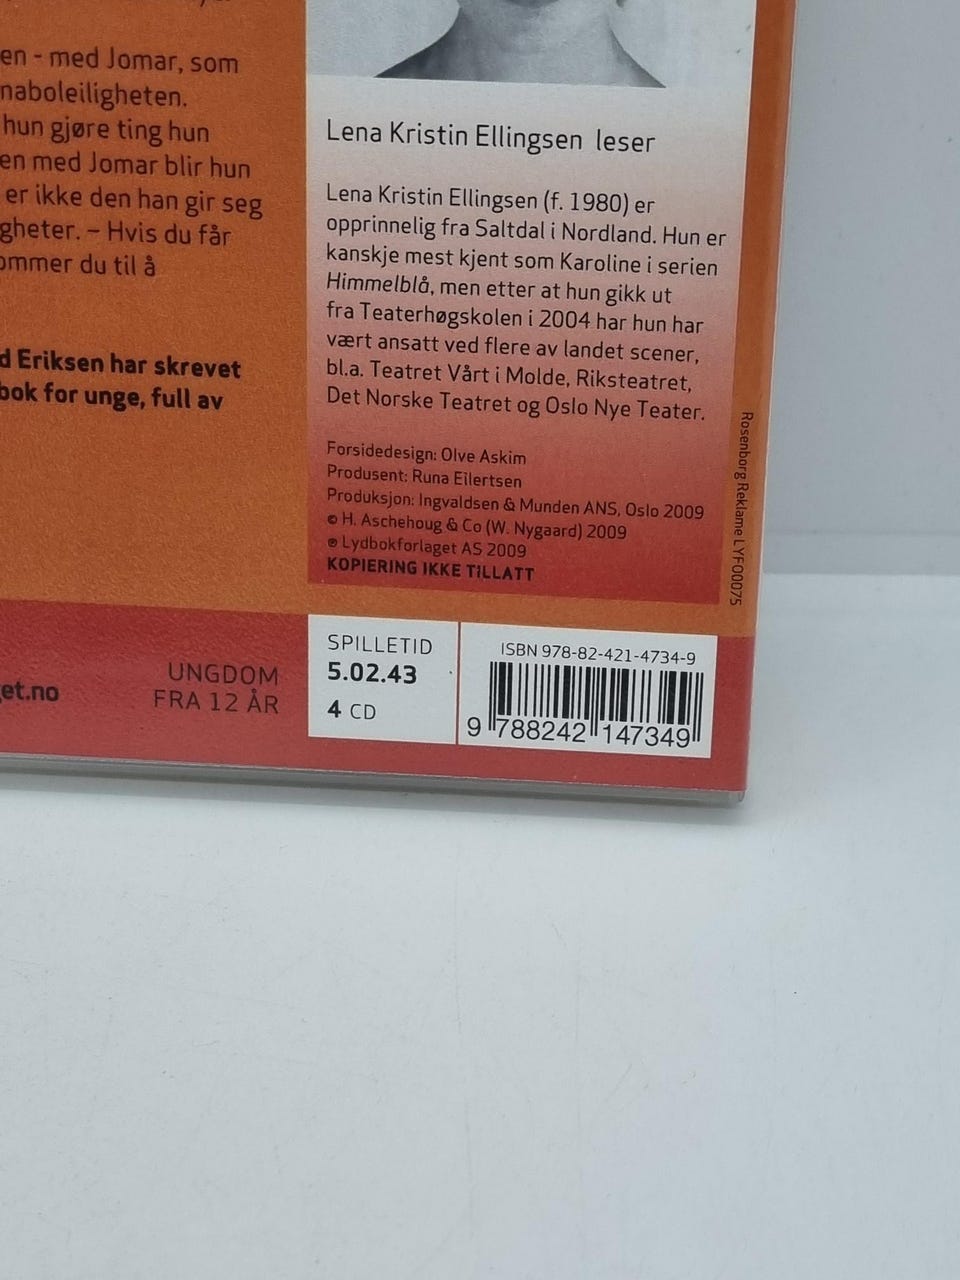 en - med Jomar, som
naboleiligheten.
hun gjøre ting hun
en med Jomar blir hun
er ikke den han gir seg
gheter. – Hvis du får
ommer du til å
d Eriksen har skrevet
bok for unge, full av
Lena Kristin Ellingsen leser
Lena Kristin Ellingsen (f. 1980) er
opprinnelig fra Saltdal i Nordland. Hun er
kanskje mest kjent som Karoline i serien
Himmelblå, men etter at hun gikk ut
fra Teaterhøgskolen i 2004 har hun har
vært ansatt ved flere av landet scener,
bl.a. Teatret Vårt i Molde, Riksteatret,
Det Norske Teatret og Oslo Nye Teater.
Forsidedesign: Olve Askim
Produsent: Runa Eilertsen
Produksjon: Ingvaldsen & Munden ANS, Oslo 2009
© H. Aschehoug & Co (W. Nygaard) 2009
℗ Lydbokforlaget AS 2009
KOPIERING IKKE TILLATT
Rosenborg Reklame LYF00075
get.no
UNGDOM
FRA 12 ÅR
SPILLETID
5.02.43
4 CD
ISBN 978-82-421-4734-9
9 788242 147349